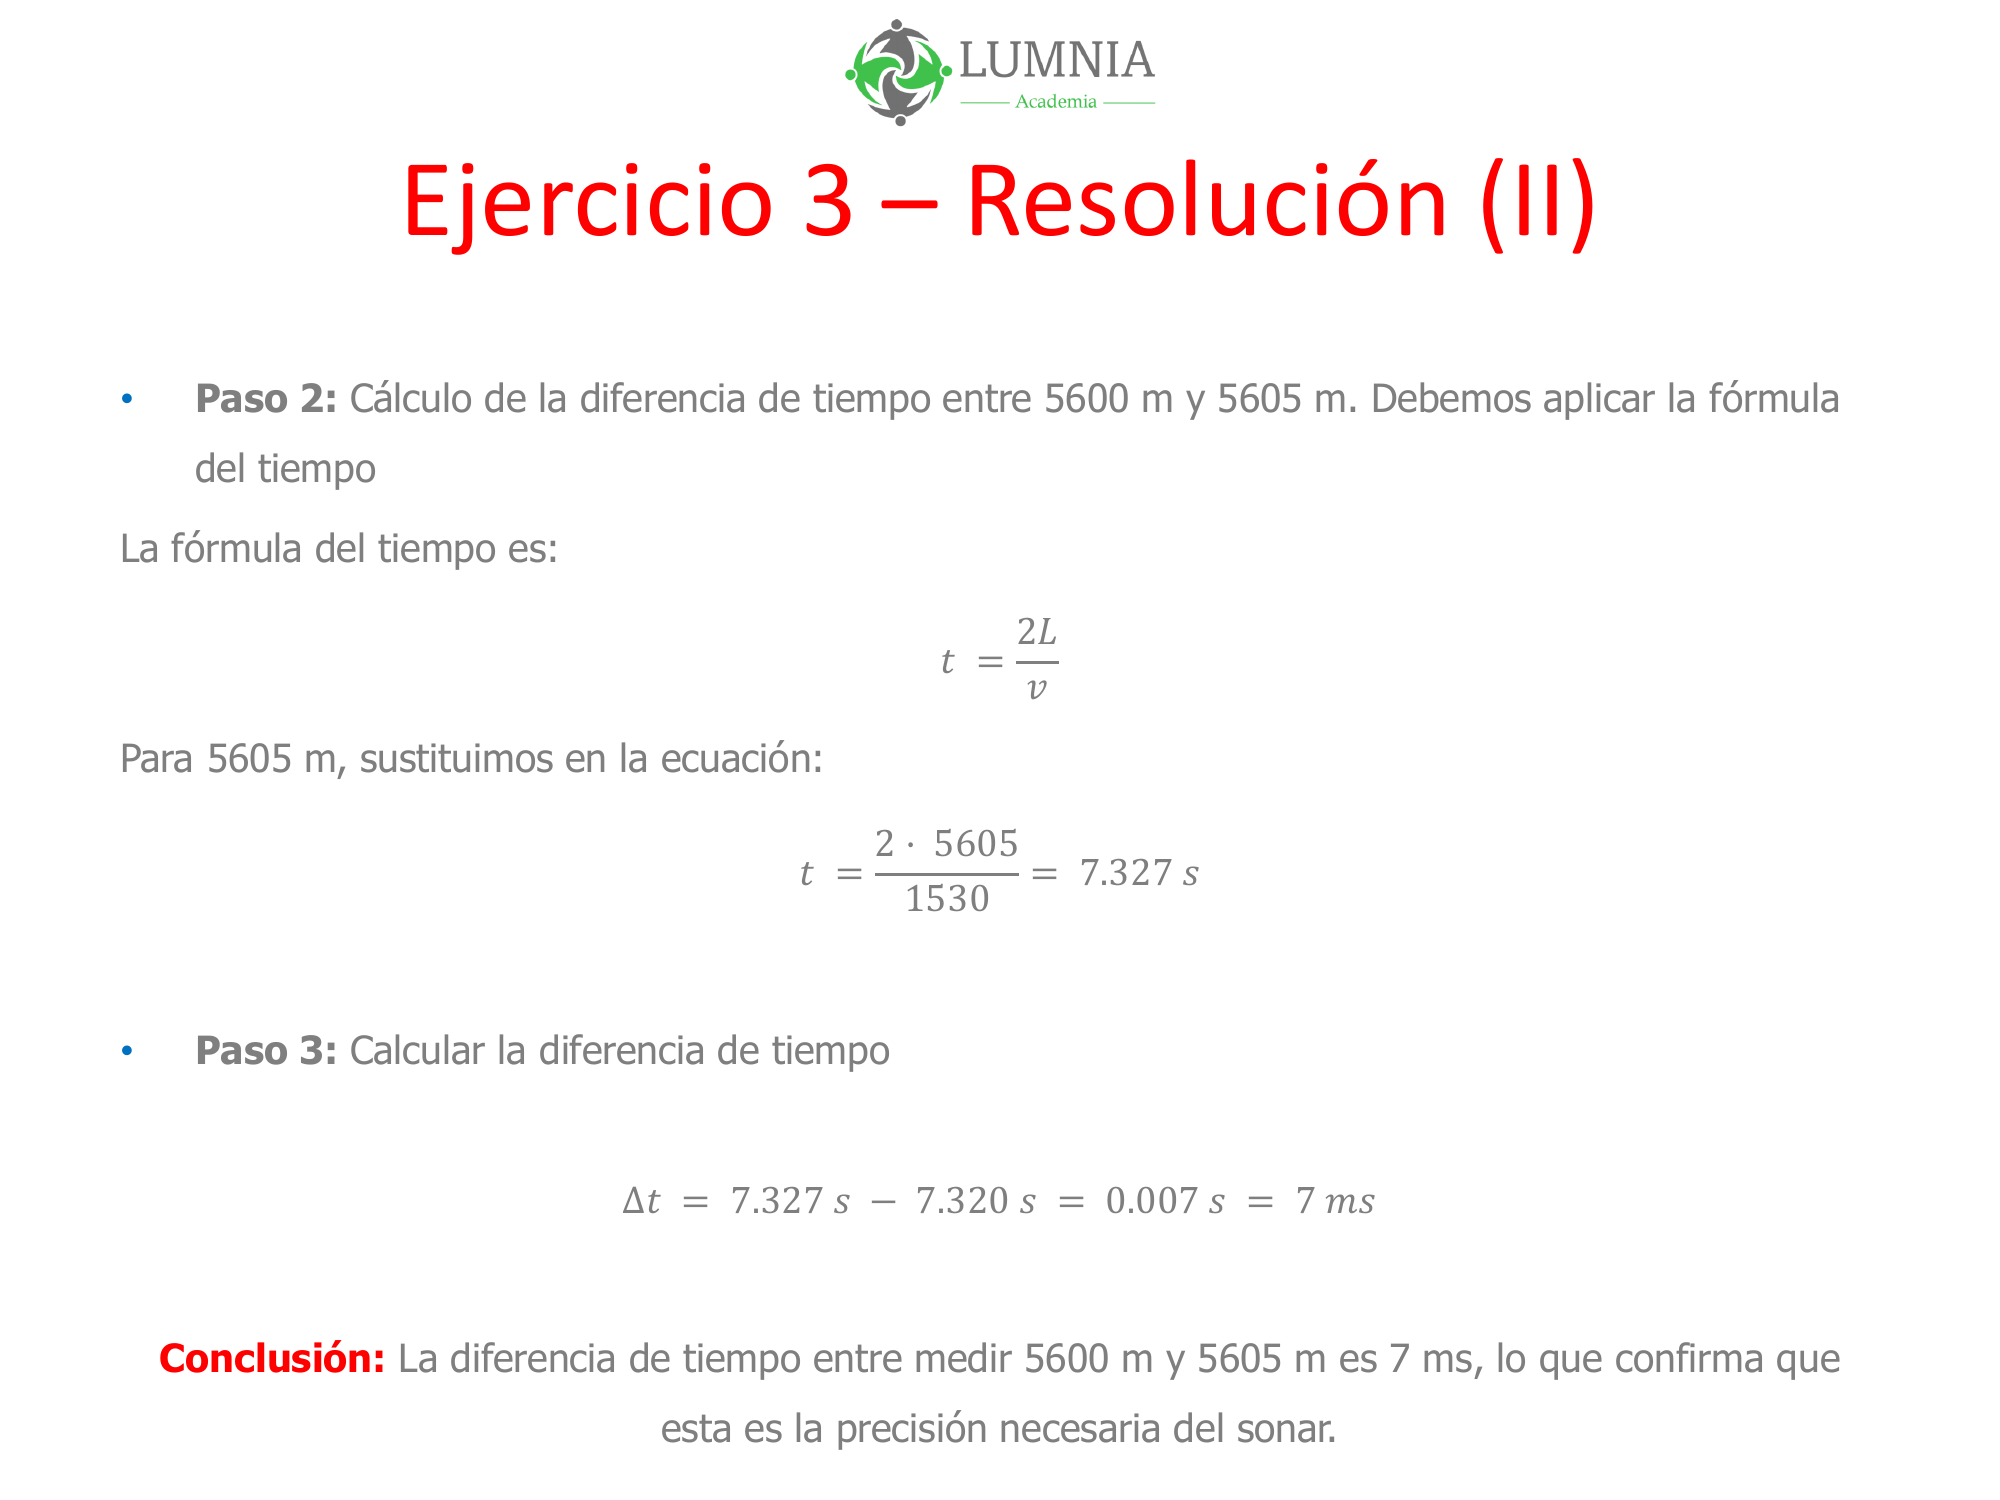 LUMNIA
Academia
Ejercicio 3 – Resolución (II)
• Paso 2: Cálculo de la diferencia de tiempo entre 5600 m y 5605 m. Debemos aplicar la fórmula
del tiempo
La fórmula del tiempo es:
t = 2L/v
Para 5605 m, sustituimos en la ecuación:
t = 2 · 5605/1530 = 7.327 s
• Paso 3: Calcular la diferencia de tiempo
Δt = 7.327 s − 7.320 s = 0.007 s = 7 ms
Conclusión: La diferencia de tiempo entre medir 5600 m y 5605 m es 7 ms, lo que confirma que
esta es la precisión necesaria del sonar.